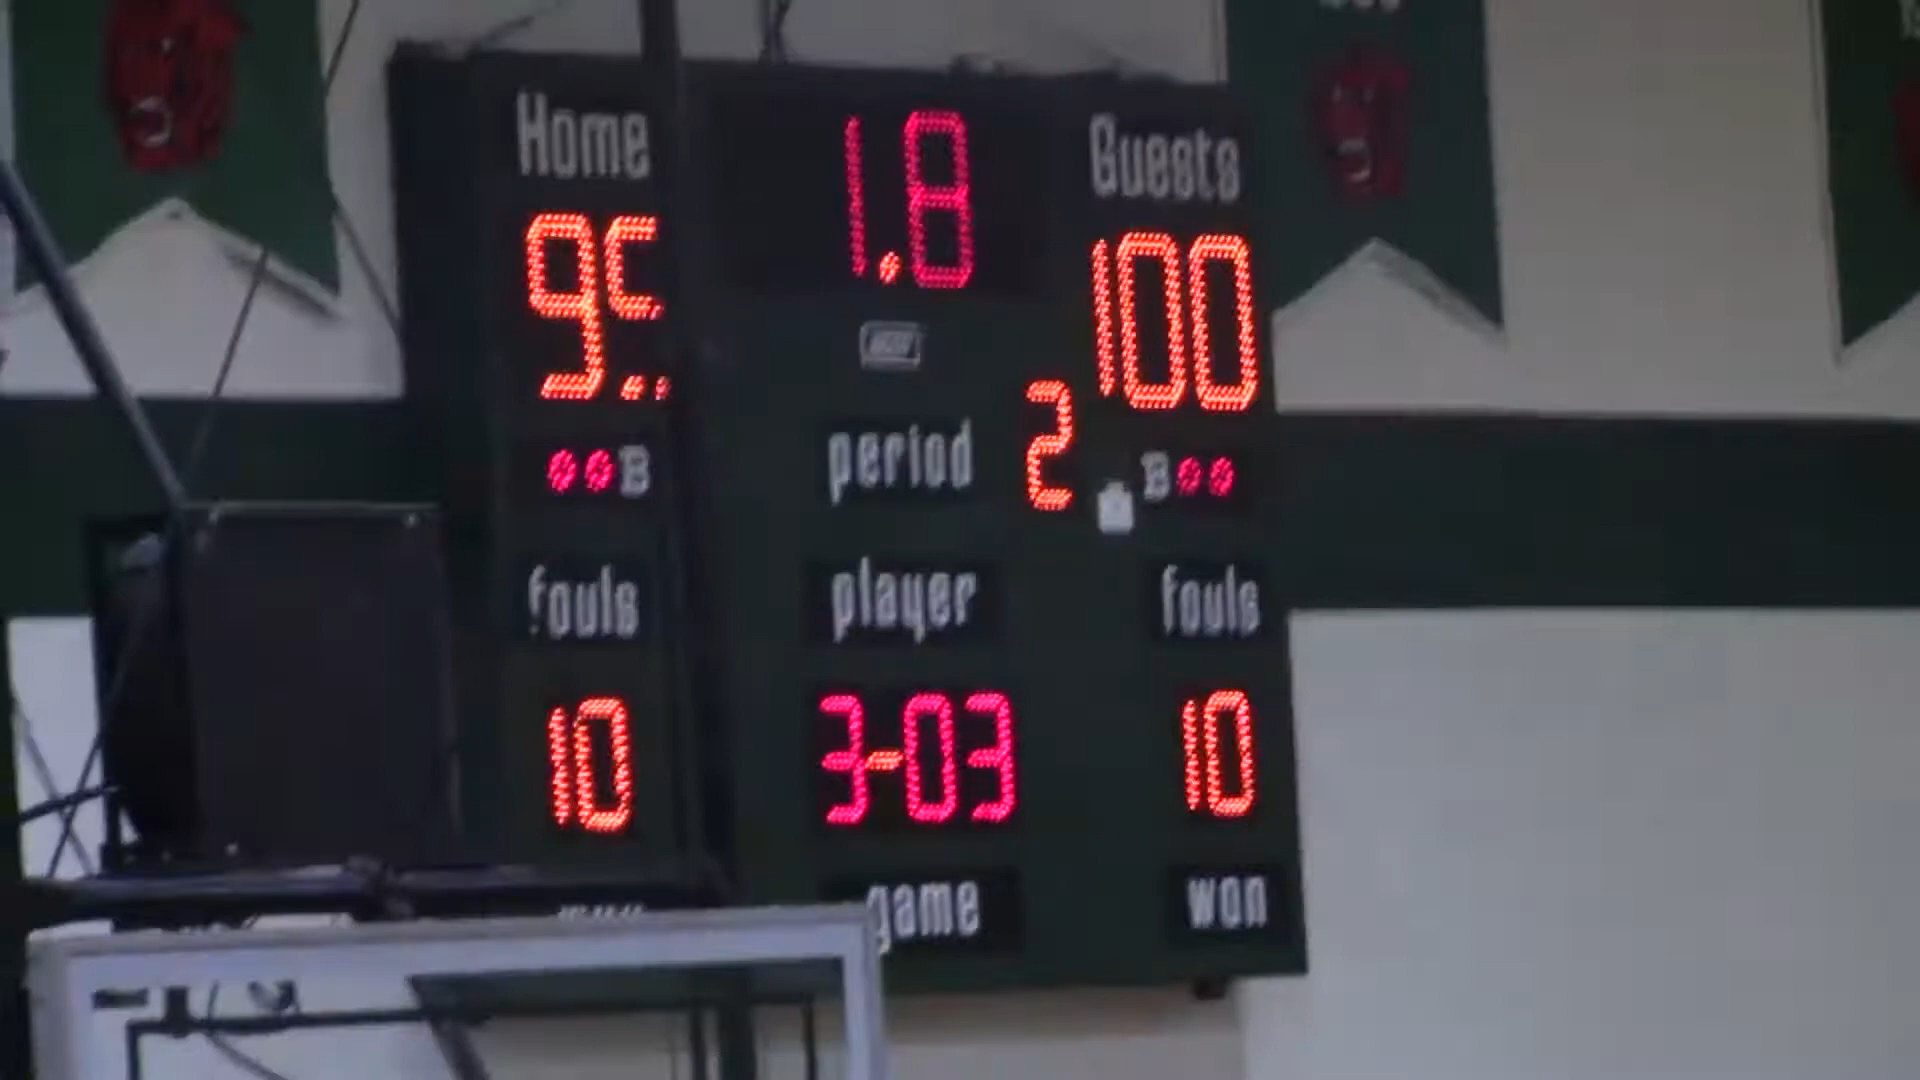 Home 1.8 Guests
100
period 2
B B
fouls player fouls
10 3-03 10
game won